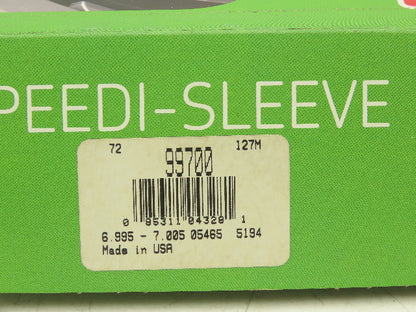 PEEDI-SLEEVE
72 127M
99700
0 85311 04328 1
6.995 - 7.005 05465 5194
Made in USA